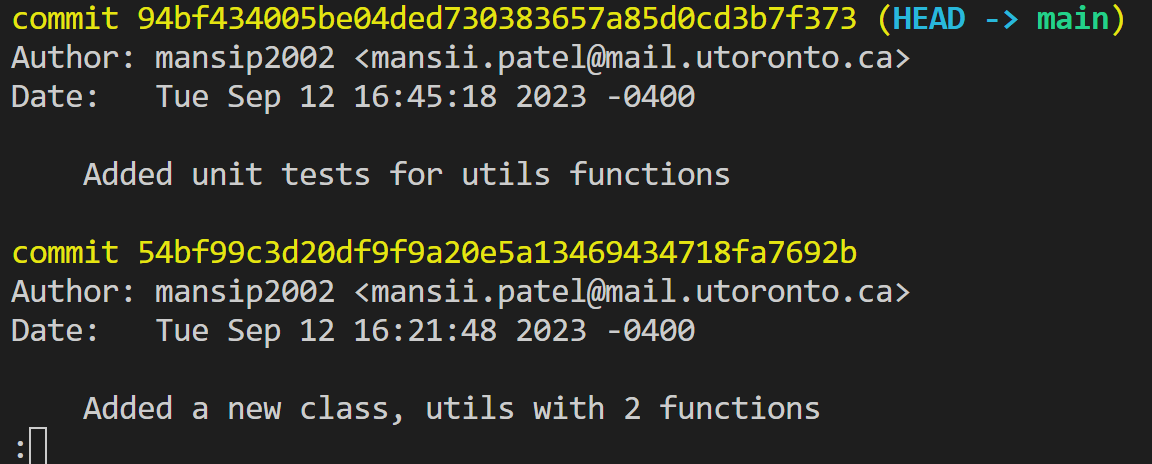 commit 94bf434005be04ded730383657a85d0cd3b7f373 (HEAD -> main)
Author: mansip2002 <mansii.patel@mail.utoronto.ca>
Date:   Tue Sep 12 16:45:18 2023 -0400
    Added unit tests for utils functions
commit 54bf99c3d20df9f9a20e5a13469434718fa7692b
Author: mansip2002 <mansii.patel@mail.utoronto.ca>
Date:   Tue Sep 12 16:21:48 2023 -0400
    Added a new class, utils with 2 functions
: